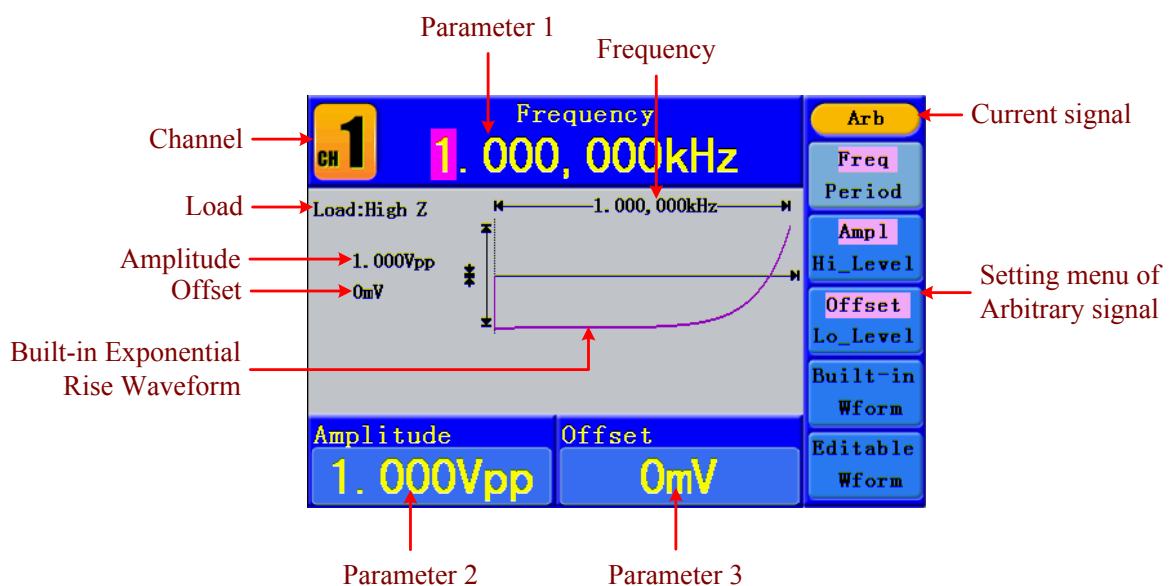 Parameter 1
Frequency
Channel
CH 1
Frequency
1.000,000kHz
Arb
Current signal
Freq
Period
Load
Load:High Z
1.000,000kHz
Ampl
Hi_Level
Amplitude
1.000Vpp
Offset
0mV
Offset
Lo_Level
Setting menu of
Arbitrary signal
Built-in Exponential
Rise Waveform
Built-in
Wform
Amplitude
1.000Vpp
Offset
0mV
Editable
Wform
Parameter 2
Parameter 3